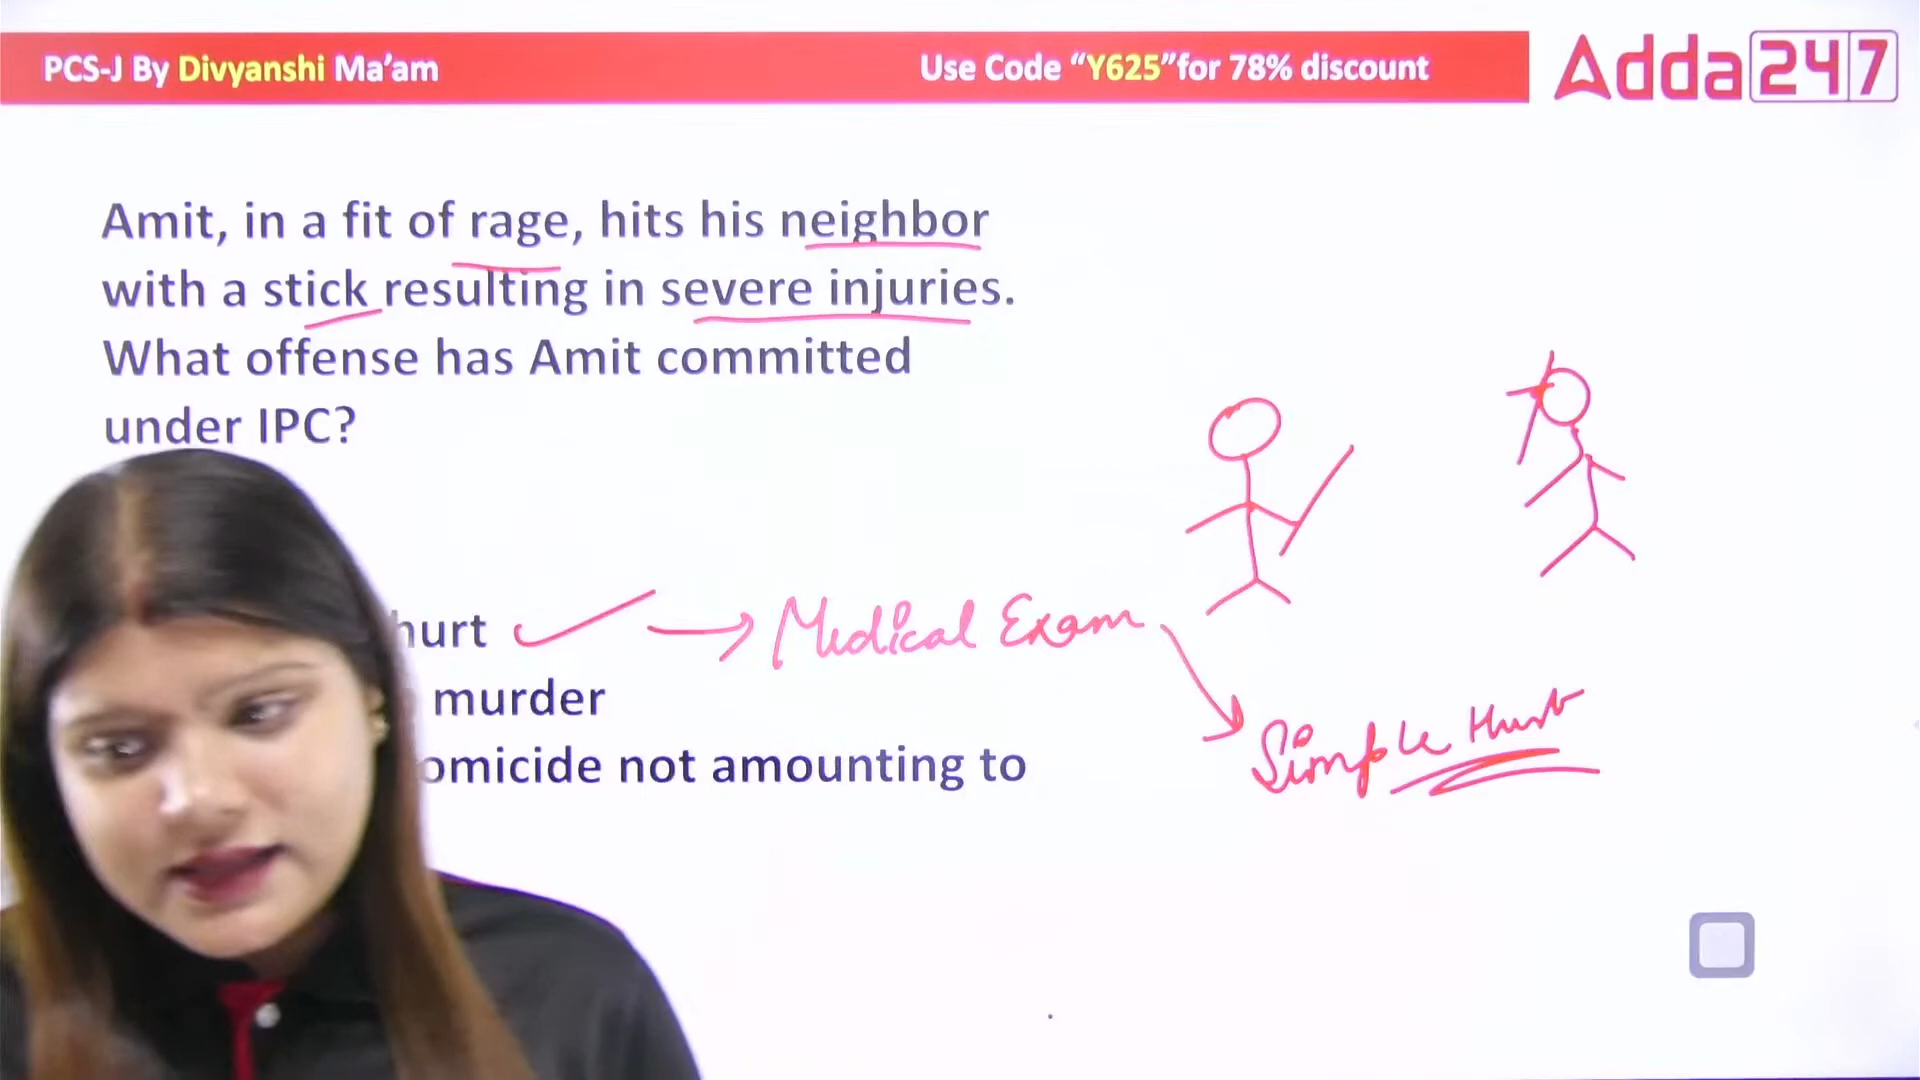 PCS-J By Divyanshi Ma’am
Use Code “Y625”for 78% discount
Adda247
Amit, in a fit of rage, hits his neighbor
with a stick resulting in severe injuries.
What offense has Amit committed
under IPC?
hurt
Medical Exam
murder
Simple Hurt
omicide not amounting to